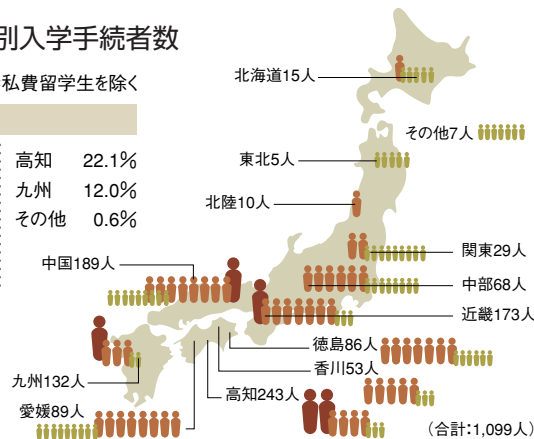 別入学手続者数
私費留学生を除く
高知 22.1%
九州 12.0%
その他 0.6%
北海道15人
その他7人
東北5人
北陸10人
関東29人
中国189人
中部68人
近畿173人
徳島86人
香川53人
九州132人
高知243人
愛媛89人
(合計:1,099人)